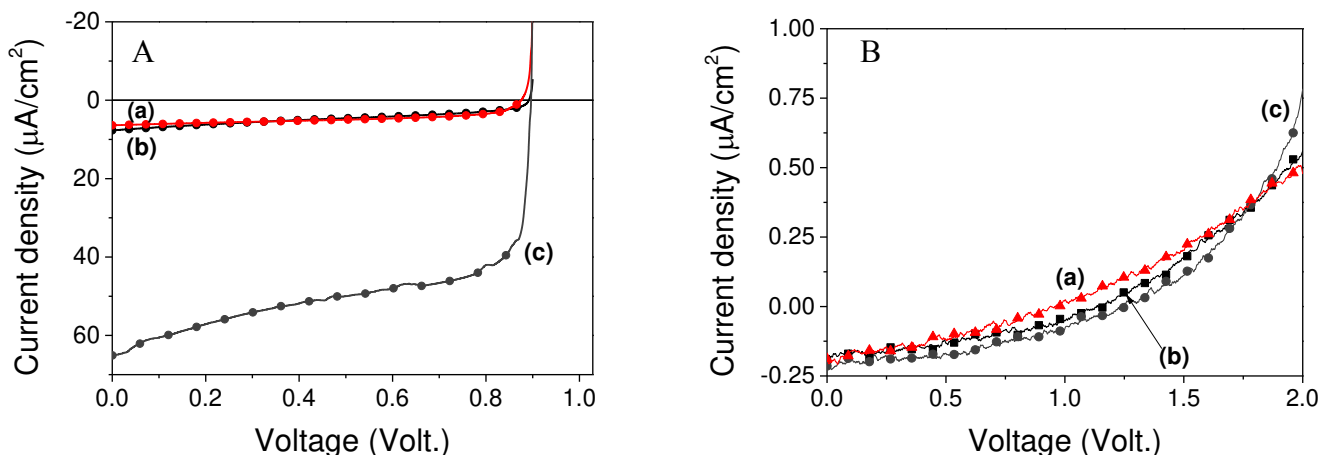 A
-20
0
20
40
60
(a)
(b)
(c)
0.0 0.2 0.4 0.6 0.8 1.0
Current density (μA/cm²)
Voltage (Volt.)
B
1.00
0.75
0.50
0.25
0.00
-0.25
(c)
(a)
(b)
0.0 0.5 1.0 1.5 2.0
Current density (μA/cm²)
Voltage (Volt.)